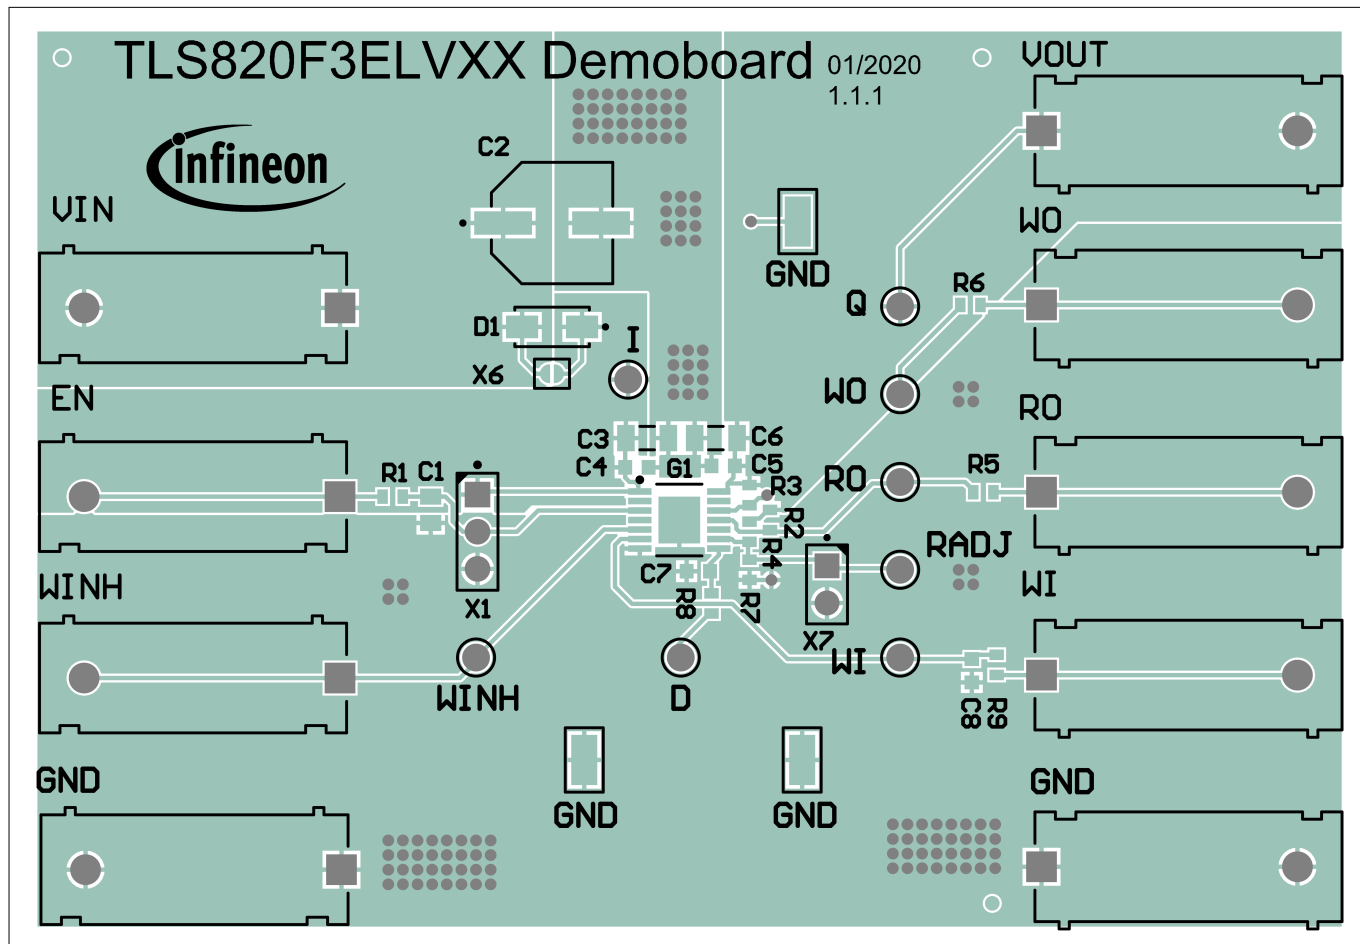 TLS820F3ELVXX Demoboard 01/2020
1.1.1
VOUT
infineon
C2
VIN
WO
GND
Q
R6
D1
I
X6
EN
WO
RO
C3
C6
C4
G1
C5
R1
C1
R3
RO
R5
R2
RADJ
R4
C7
WINH
WI
R8
R7
X1
X7
WI
WINH
D
C8
R9
GND
GND
GND
GND